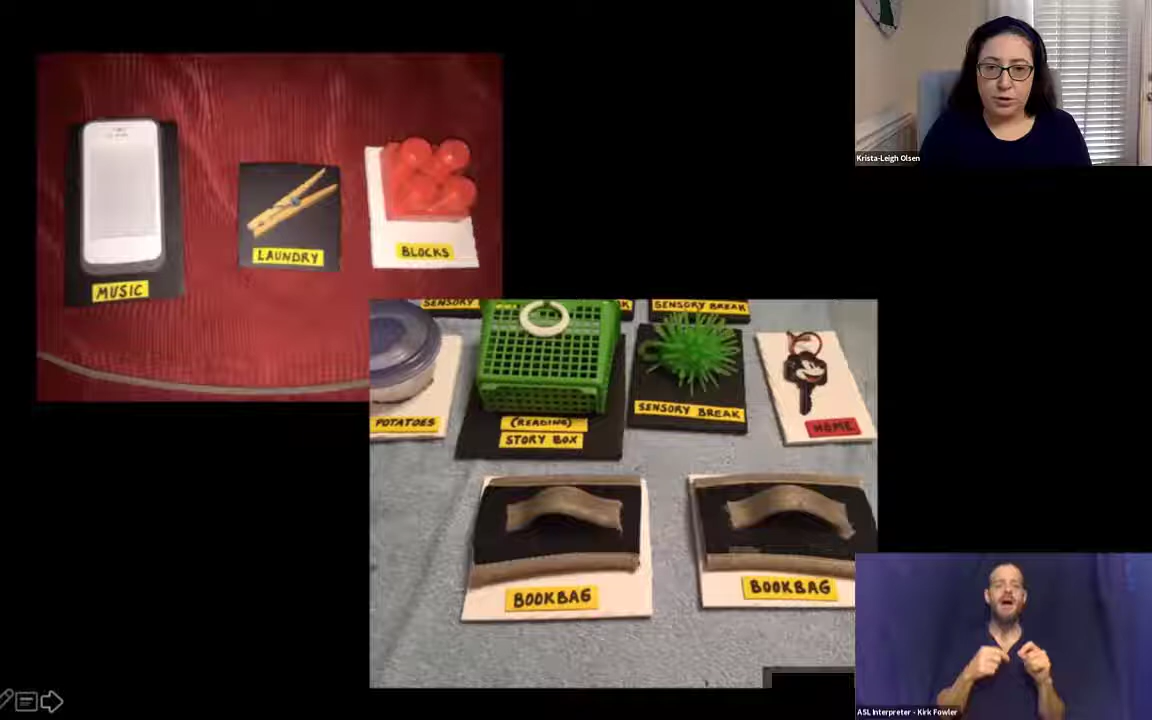 MUSIC
LAUNDRY
BLOCKS
SENSORY
SENSORY BREAK
POTATOES
(READING)
STORY BOX
SENSORY BREAK
HOME
BOOKBAG
BOOKBAG
Krista-Leigh Olsen
ASL Interpreter - Kirk Fowler